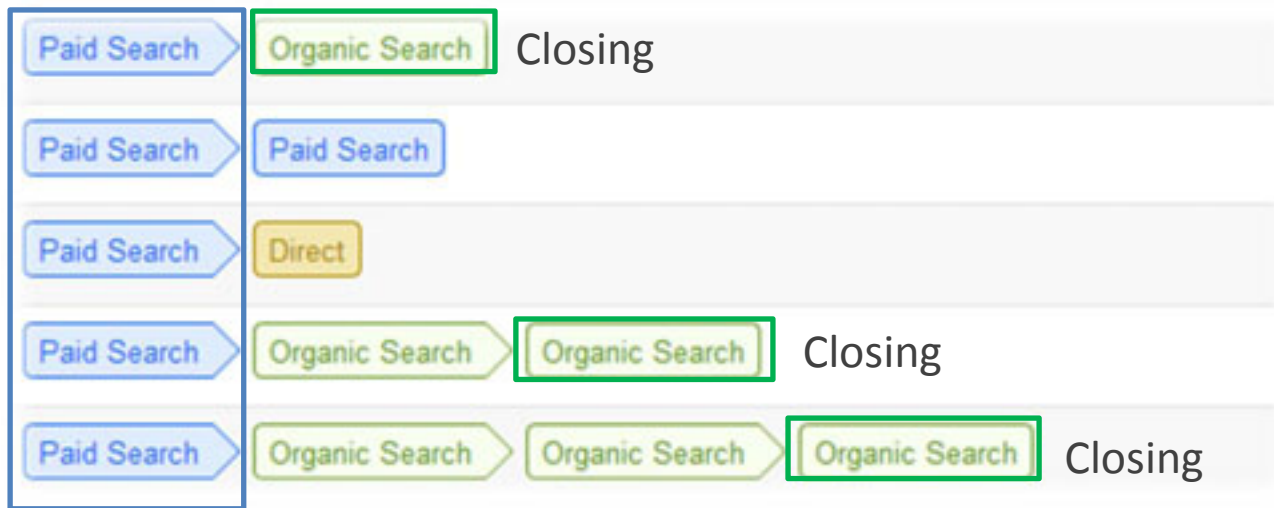 Paid Search Organic Search Closing
Paid Search Paid Search
Paid Search Direct
Paid Search Organic Search Organic Search Closing
Paid Search Organic Search Organic Search Organic Search Closing